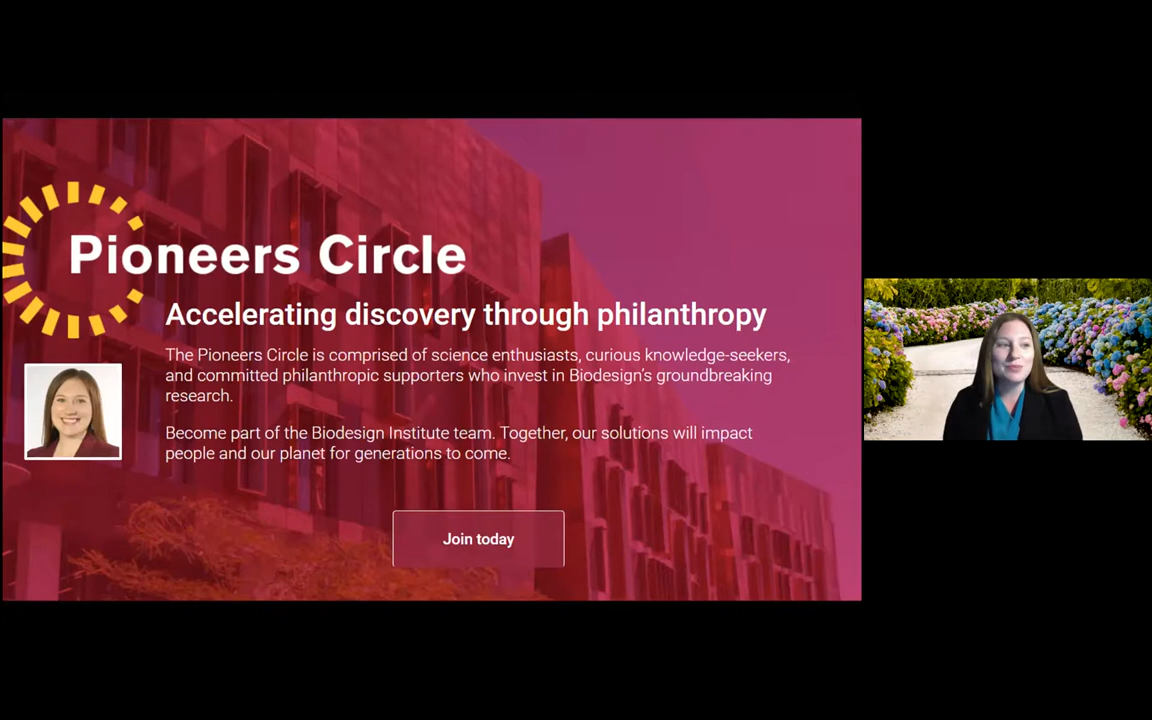 Pioneers Circle
Accelerating discovery through philanthropy
The Pioneers Circle is comprised of science enthusiasts, curious knowledge-seekers,
and committed philanthropic supporters who invest in Biodesign’s groundbreaking
research.
Become part of the Biodesign Institute team. Together, our solutions will impact
people and our planet for generations to come.
Join today